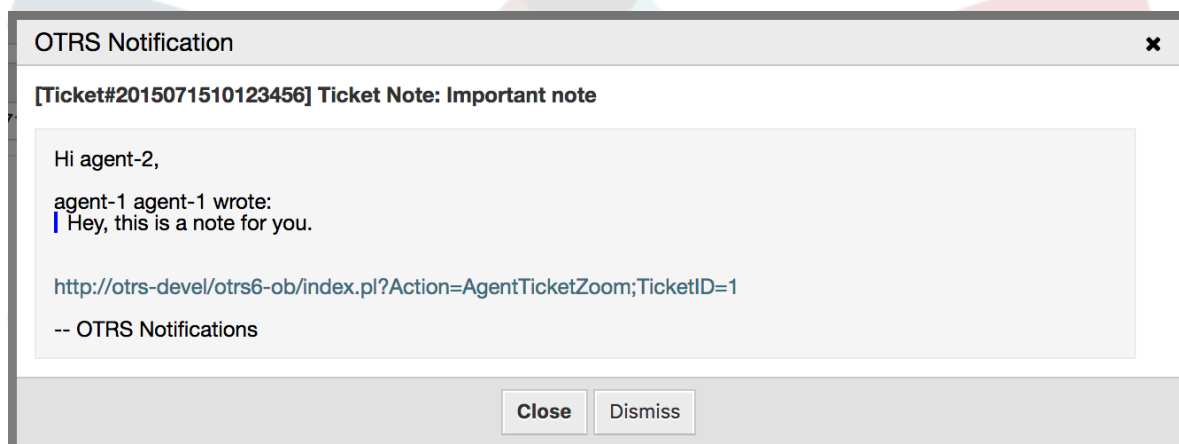 OTRS Notification
[Ticket#2015071510123456] Ticket Note: Important note
Hi agent-2,
agent-1 agent-1 wrote:
Hey, this is a note for you.
http://otrs-devel/otrs6-ob/index.pl?Action=AgentTicketZoom;TicketID=1
-- OTRS Notifications
Close Dismiss